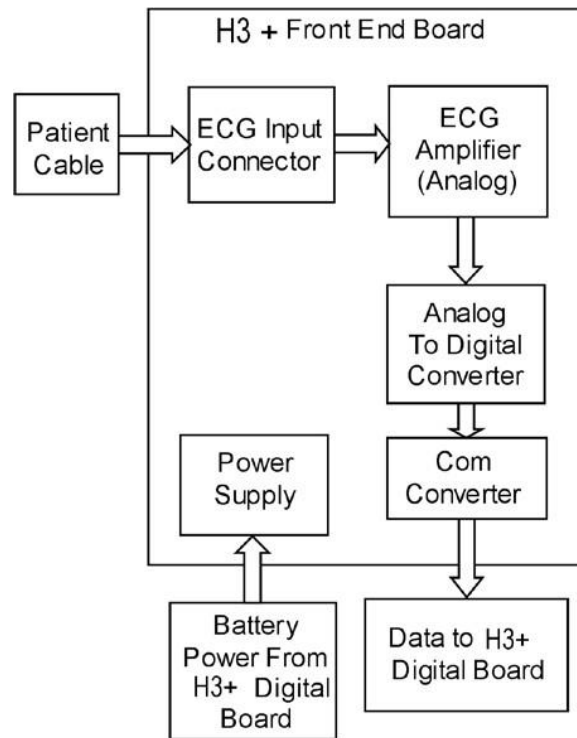 H3 + Front End Board
Patient
Cable
ECG Input
Connector
ECG
Amplifier
(Analog)
Analog
To Digital
Converter
Com
Converter
Power
Supply
Battery
Power From
H3+ Digital
Board
Data to H3+
Digital Board